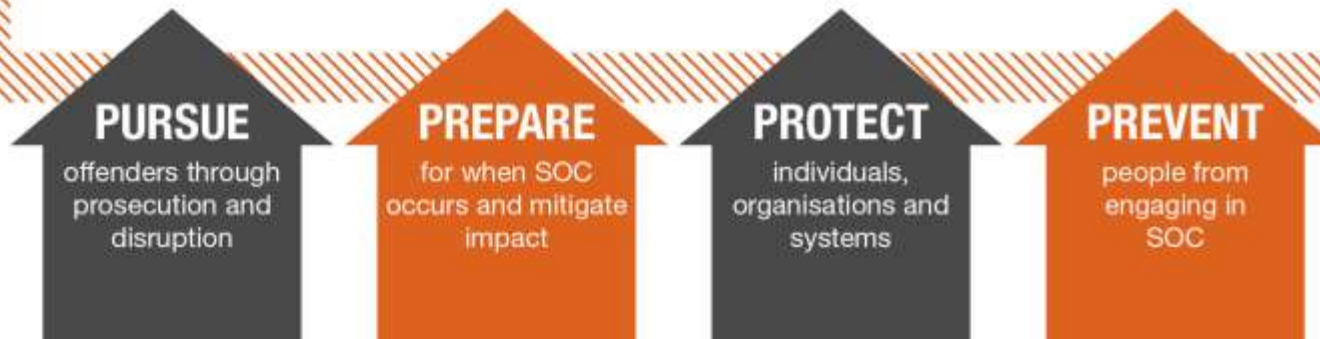 PURSUE
offenders through
prosecution and
disruption
PREPARE
for when SOC
occurs and mitigate
impact
PROTECT
individuals,
organisations and
systems
PREVENT
people from
engaging in
SOC